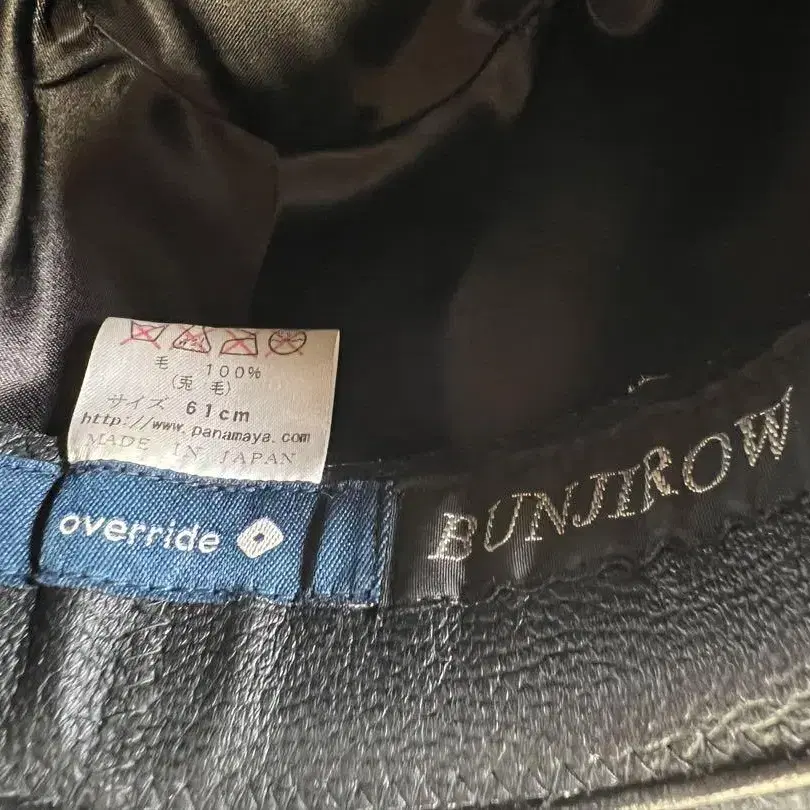 毛 100%
(兎 毛)
サイズ 61cm
http://www.panamaya.com
MADE IN JAPAN
override
BUNJIROW